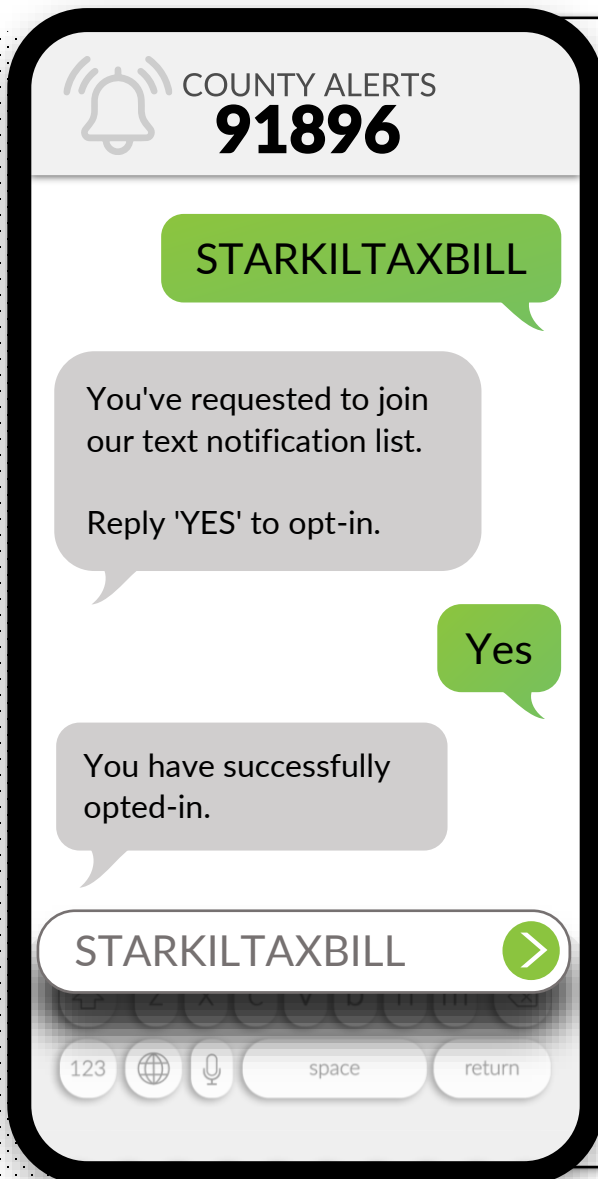 COUNTY ALERTS
91896
STARKILTAXBILL
You've requested to join
our text notification list.
Reply 'YES' to opt-in.
Yes
You have successfully
opted-in.
STARKILTAXBILL
Z X C V B n m
123 space return